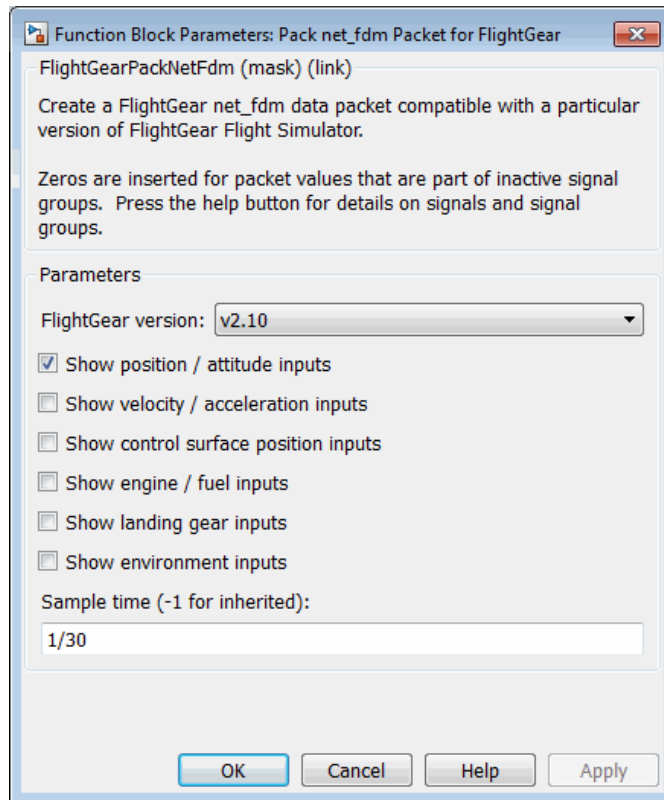 Function Block Parameters: Pack net_fdm Packet for FlightGear
FlightGearPackNetFdm (mask) (link)
Create a FlightGear net_fdm data packet compatible with a particular
version of FlightGear Flight Simulator.
Zeros are inserted for packet values that are part of inactive signal
groups.  Press the help button for details on signals and signal
groups.
Parameters
FlightGear version: v2.10
Show position / attitude inputs
Show velocity / acceleration inputs
Show control surface position inputs
Show engine / fuel inputs
Show landing gear inputs
Show environment inputs
Sample time (-1 for inherited):
1/30
OK Cancel Help Apply